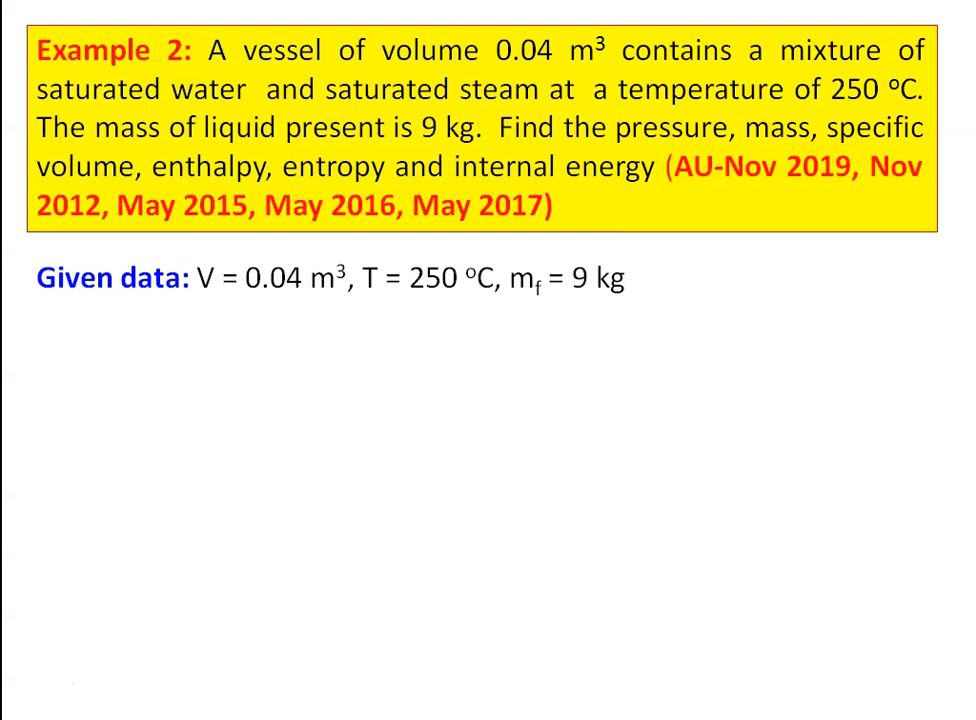 Example 2: A vessel of volume 0.04 m³ contains a mixture of
saturated water and saturated steam at a temperature of 250 ᵒC.
The mass of liquid present is 9 kg. Find the pressure, mass, specific
volume, enthalpy, entropy and internal energy (AU-Nov 2019, Nov
2012, May 2015, May 2016, May 2017)
Given data: V = 0.04 m³, T = 250 ᵒC, m_f = 9 kg